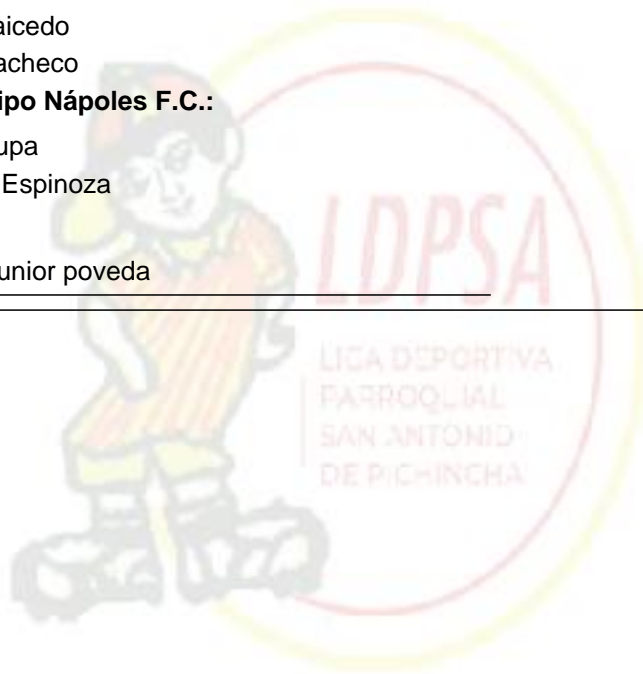 aicedo
acheco
ipo Nápoles F.C.:
upa
Espinoza
unior poveda
LDPSA
LIGA DEPORTIVA
PARROQUIAL
SAN ANTONIO
DE PICHINCHA